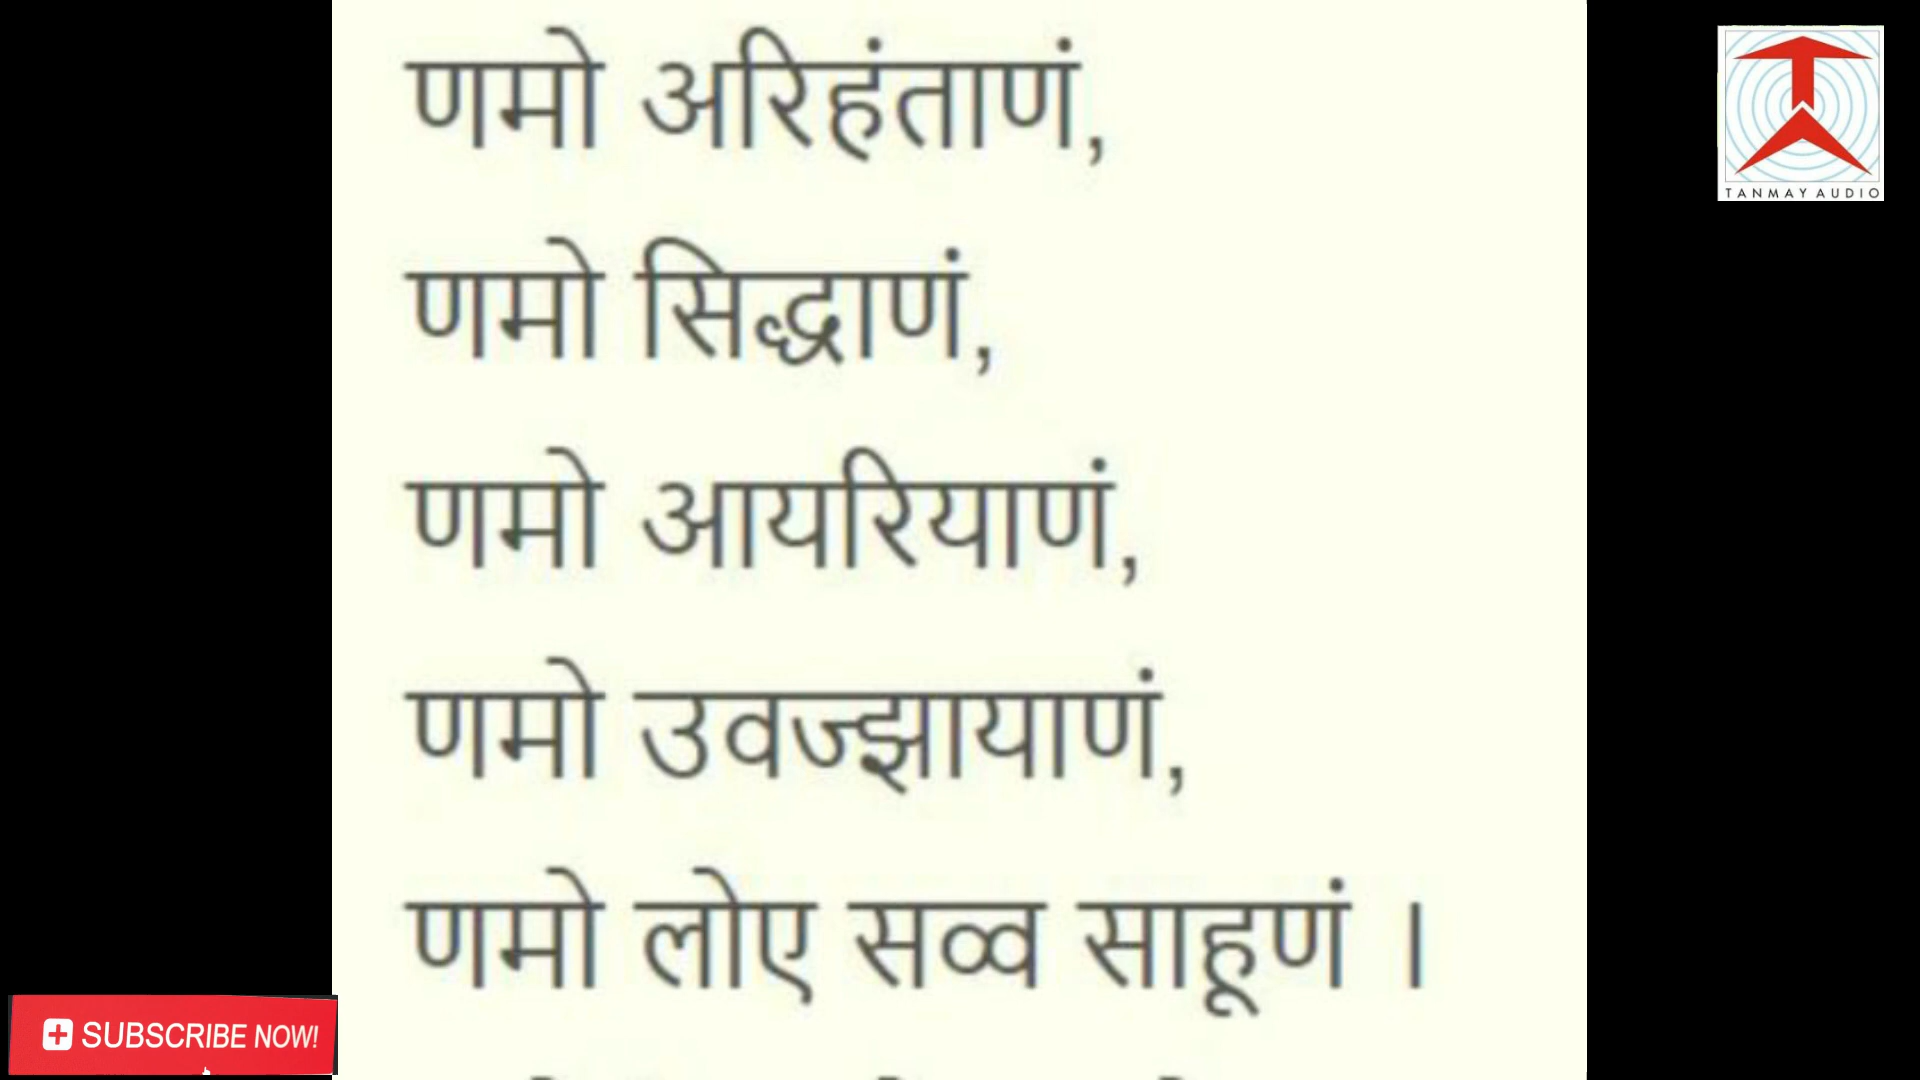 णमो अरिहंताणं,
TANMAY AUDIO
णमो सिद्धाणं,
णमो आयरियाणं,
णमो उवज्झायाणं,
णमो लोए सव्व साहूणं ।
SUBSCRIBE NOW!